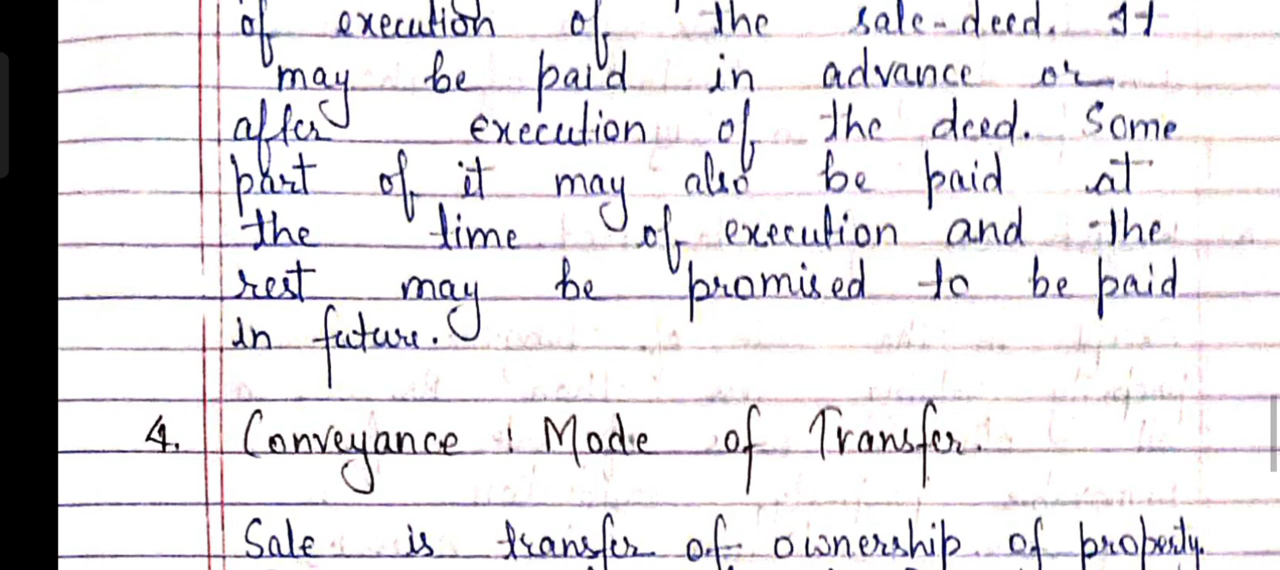 of execution of the sale-deed. It
may be paid in advance or
after execution of the deed. Some
part of it may also be paid at
the time of execution and the
rest may be promised to be paid
in future.
4. Conveyance : Mode of Transfer.
Sale is transfer of ownership of property.